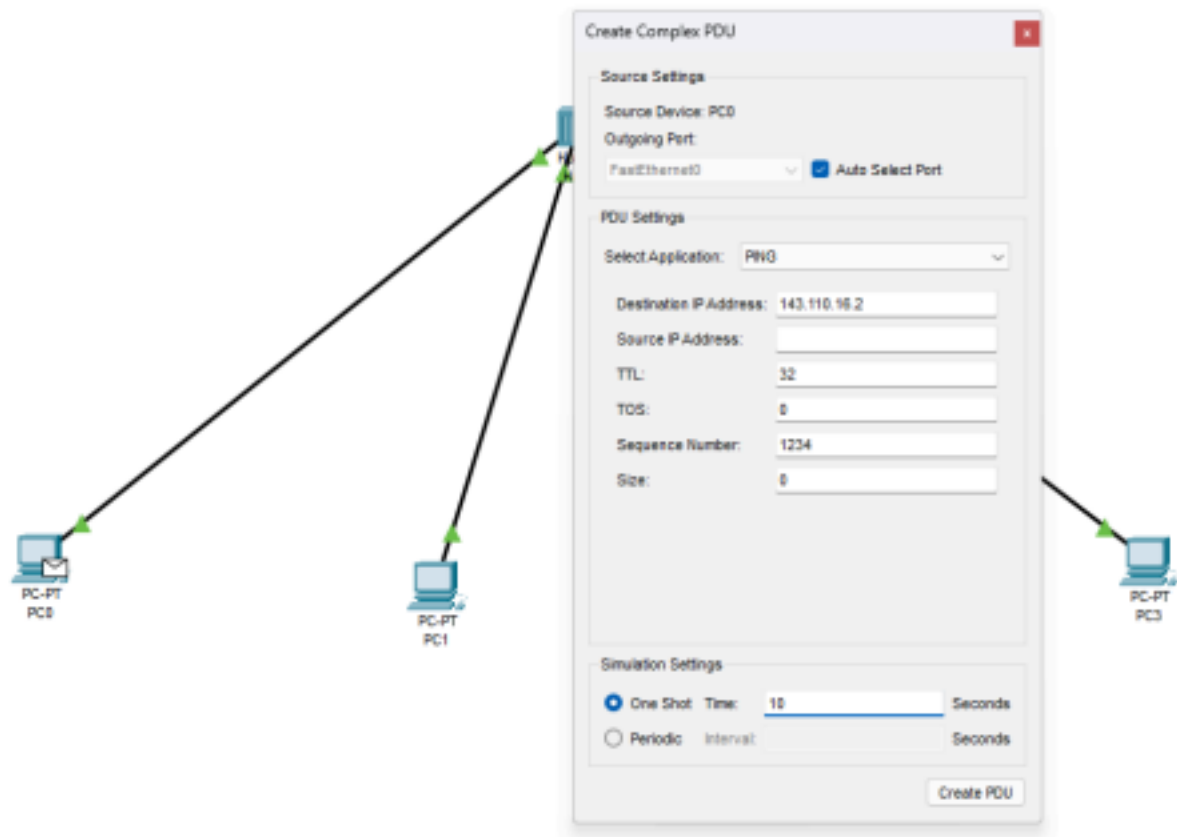 Create Complex PDU
Source Settings
Source Device: PC0
Outgoing Port:
FastEthernet0
Auto Select Port
PDU Settings
Select Application: PING
Destination IP Address: 143.110.16.2
Source IP Address:
TTL: 32
TOS: 0
Sequence Number: 1234
Size: 0
Simulation Settings
One Shot Time: 10 Seconds
Periodic Interval: Seconds
Create PDU
PC-PT
PC0
PC-PT
PC1
PC-PT
PC3